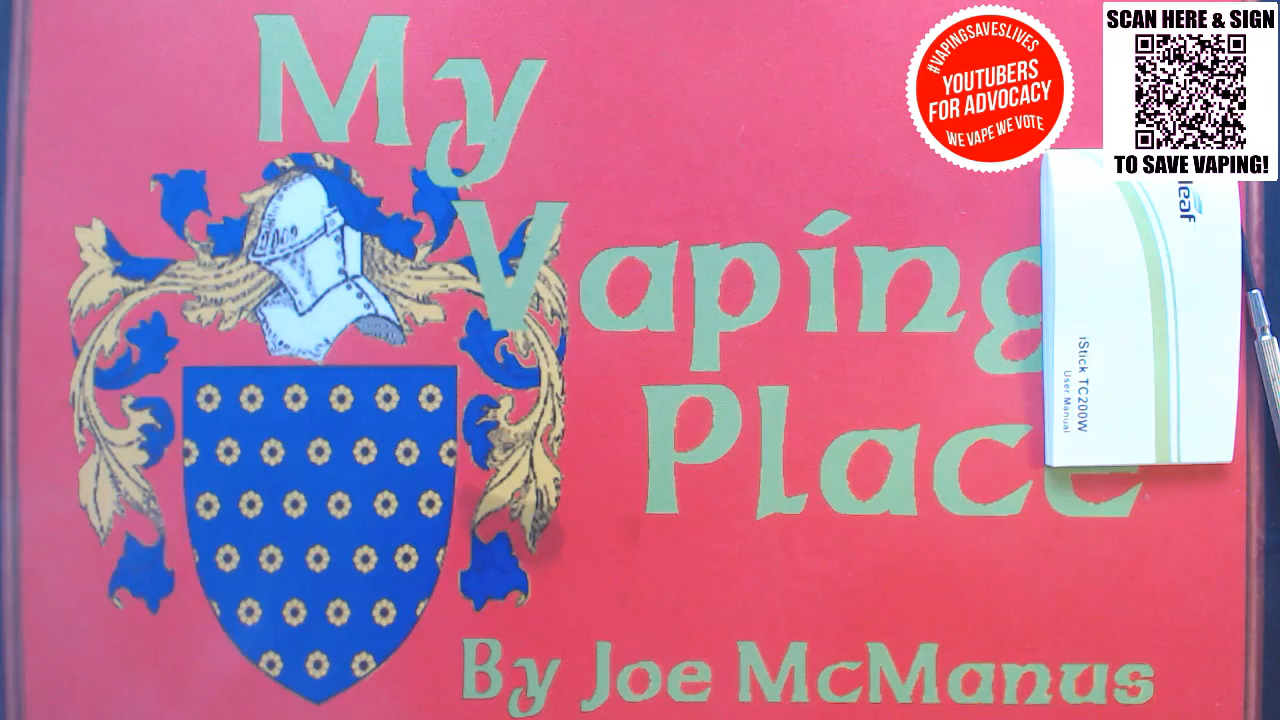 My
Vaping
Place
By Joe McManus
#VAPINGSAVESLIVES
YOUTUBERS
FOR ADVOCACY
WE VAPE WE VOTE
SCAN HERE & SIGN
TO SAVE VAPING!
leaf
iStick TC200W
User Manual